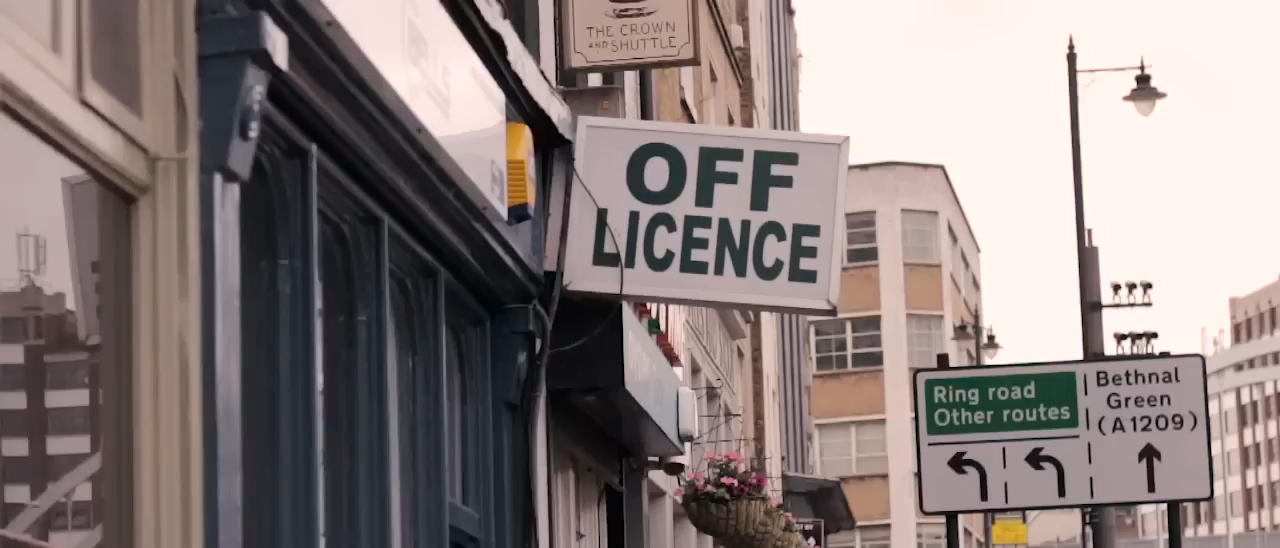 THE CROWN
AND SHUTTLE
OFF
LICENCE
Ring road
Other routes
Bethnal
Green
(A1209)